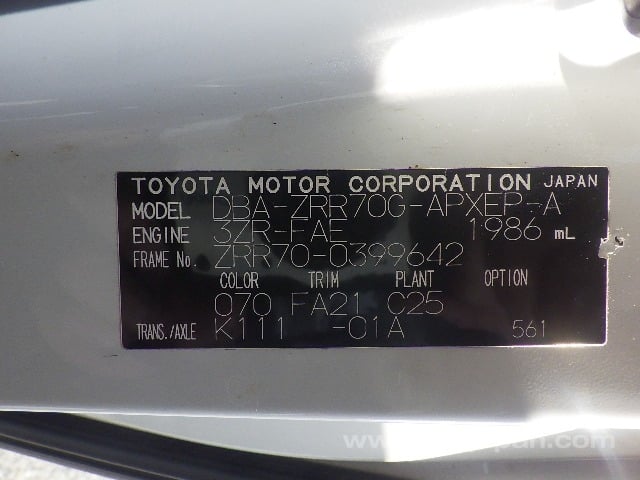 TOYOTA MOTOR CORPORATION JAPAN
MODEL DBA-ZRR70G-APXEP-A
ENGINE 3ZR-FAE 1986 mL
FRAME No. ZRR70-0399642
COLOR TRIM PLANT OPTION
070 FA21 C25
TRANS./AXLE K111 -01A 561